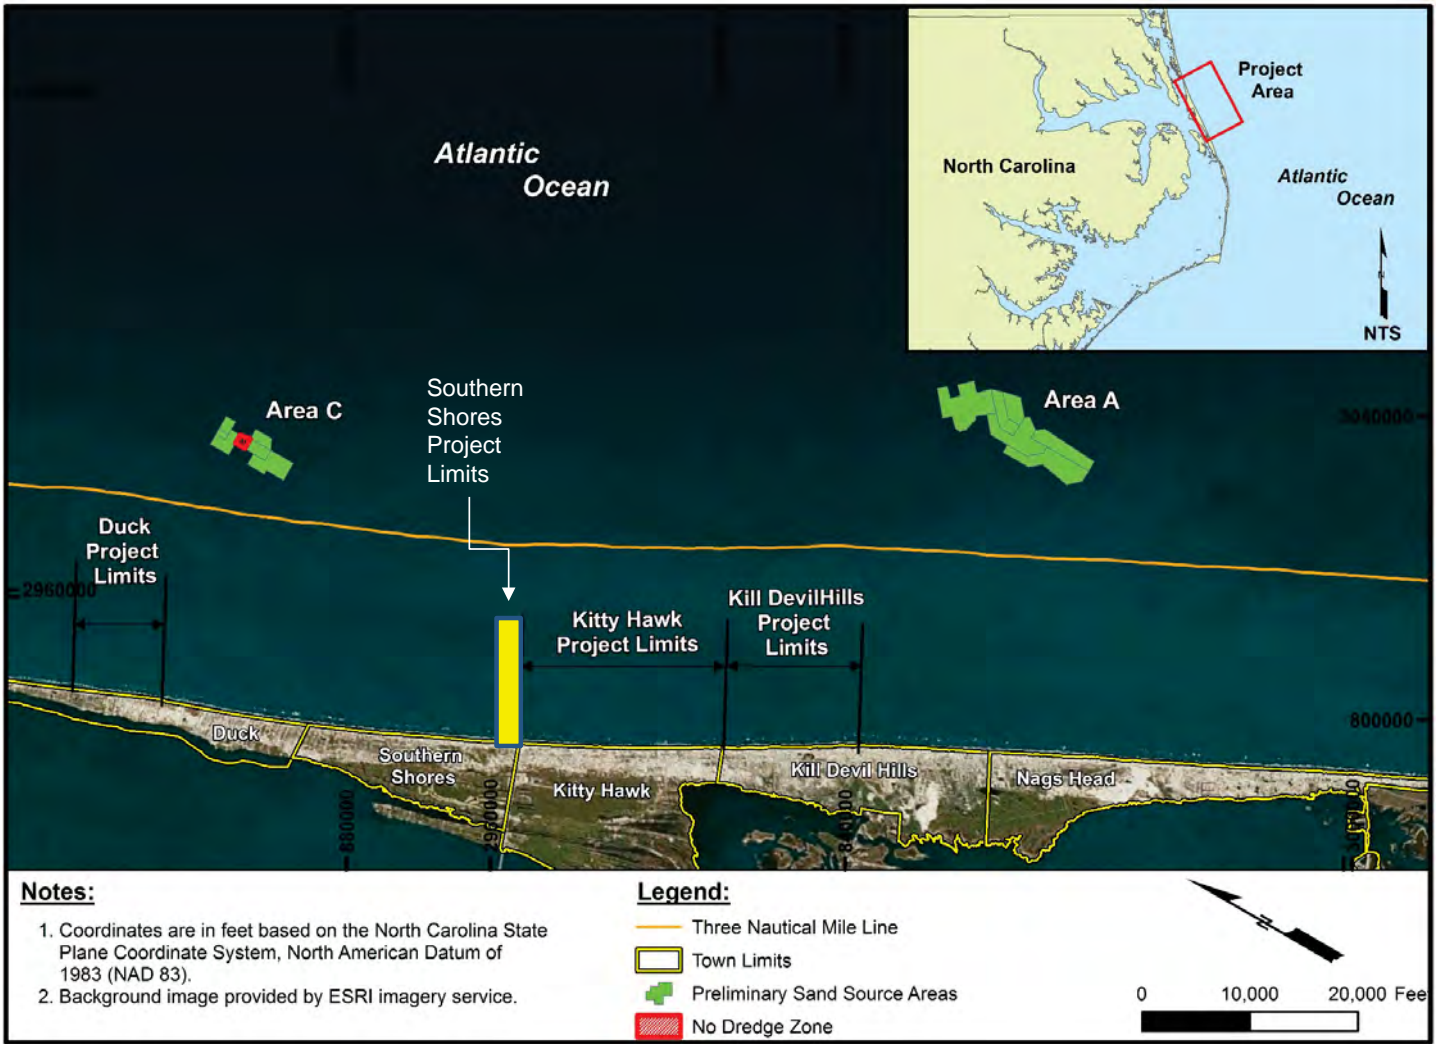 Atlantic
Ocean
Project
Area
North Carolina
Atlantic
Ocean
N
NTS
Southern
Shores
Project
Limits
Area C
Area A
3040000
Duck
Project
Limits
2960000
Kitty Hawk
Project Limits
Kill DevilHills
Project
Limits
800000
Duck
Southern
Shores
Kitty Hawk
Kill Devil Hills
Nags Head
880000
2960000
Notes:
1. Coordinates are in feet based on the North Carolina State
Plane Coordinate System, North American Datum of
1983 (NAD 83).
2. Background image provided by ESRI imagery service.
Legend:
Three Nautical Mile Line
Town Limits
Preliminary Sand Source Areas
No Dredge Zone
N
0 10,000 20,000 Fee